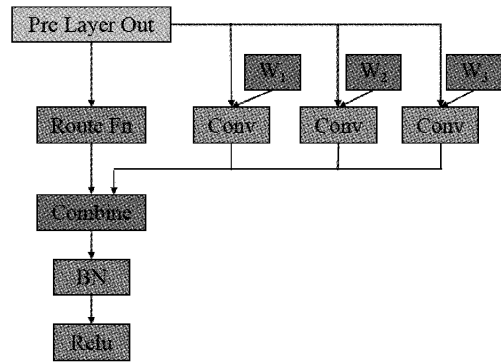 Pre Layer Out
W1 W2 W3
Route Fn Conv Conv Conv
Combine
BN
Relu